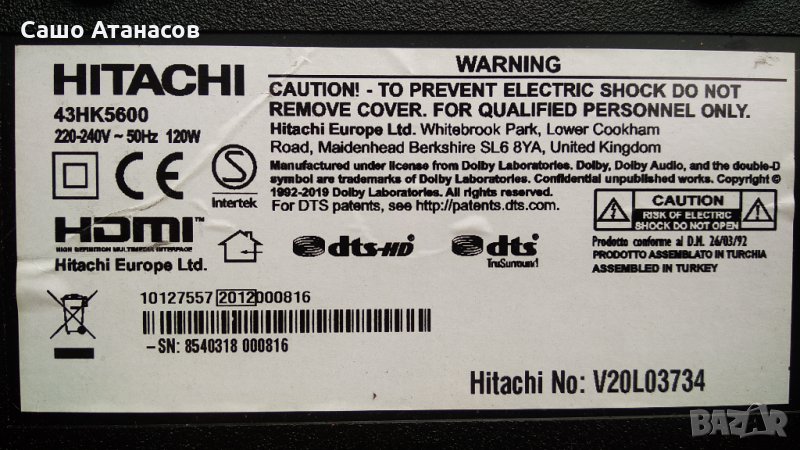 Сашо Атанасов
HITACHI
43HK5600
220-240V ~ 50Hz 120W
Intertek
HDMI™
HIGH DEFINITION MULTIMEDIA INTERFACE
Hitachi Europe Ltd.
WARNING
CAUTION! - TO PREVENT ELECTRIC SHOCK DO NOT
REMOVE COVER. FOR QUALIFIED PERSONNEL ONLY.
Hitachi Europe Ltd. Whitebrook Park, Lower Cookham
Road, Maidenhead Berkshire SL6 8YA, United Kingdom
Manufactured under license from Dolby Laboratories. Dolby, Dolby Audio, and the double-D
symbol are trademarks of Dolby Laboratories. Confidential unpublished works. Copyright ©
1992-2019 Dolby Laboratories. All rights reserved.
For DTS patents, see http://patents.dts.com.
dts-HD
dts
TruSurround
CAUTION
RISK OF ELECTRIC
SHOCK DO NOT OPEN
Prodotto conforme al D.M. 26/03/92
PRODOTTO ASSEMBLATO IN TURCHIA
ASSEMBLED IN TURKEY
10127557 2012000816
-SN: 8540318 000816
Hitachi No: V20L03734
BAZAR